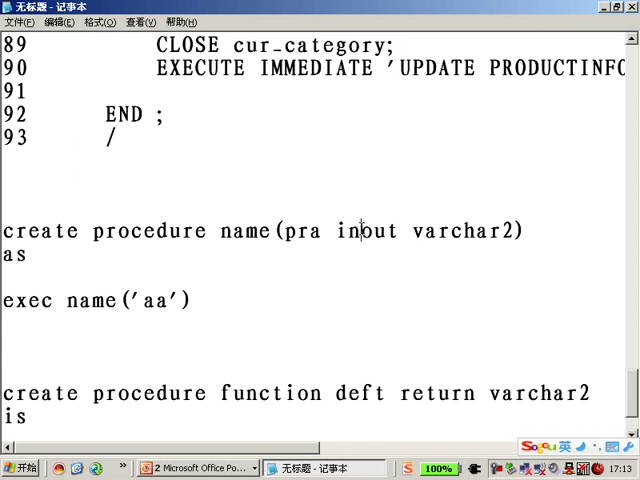 无标题 - 记事本
文件(F) 编辑(E) 格式(O) 查看(V) 帮助(H)
89 CLOSE cur_category;
90 EXECUTE IMMEDIATE 'UPDATE PRODUCTINFO
91
92 END ;
93 /
create procedure name(pra inout varchar2)
as
exec name('aa')
create procedure function deft return varchar2
is
Sogou 英
开始 » 2 Microsoft Office Po... 无标题 - 记事本 S 100% 17:13